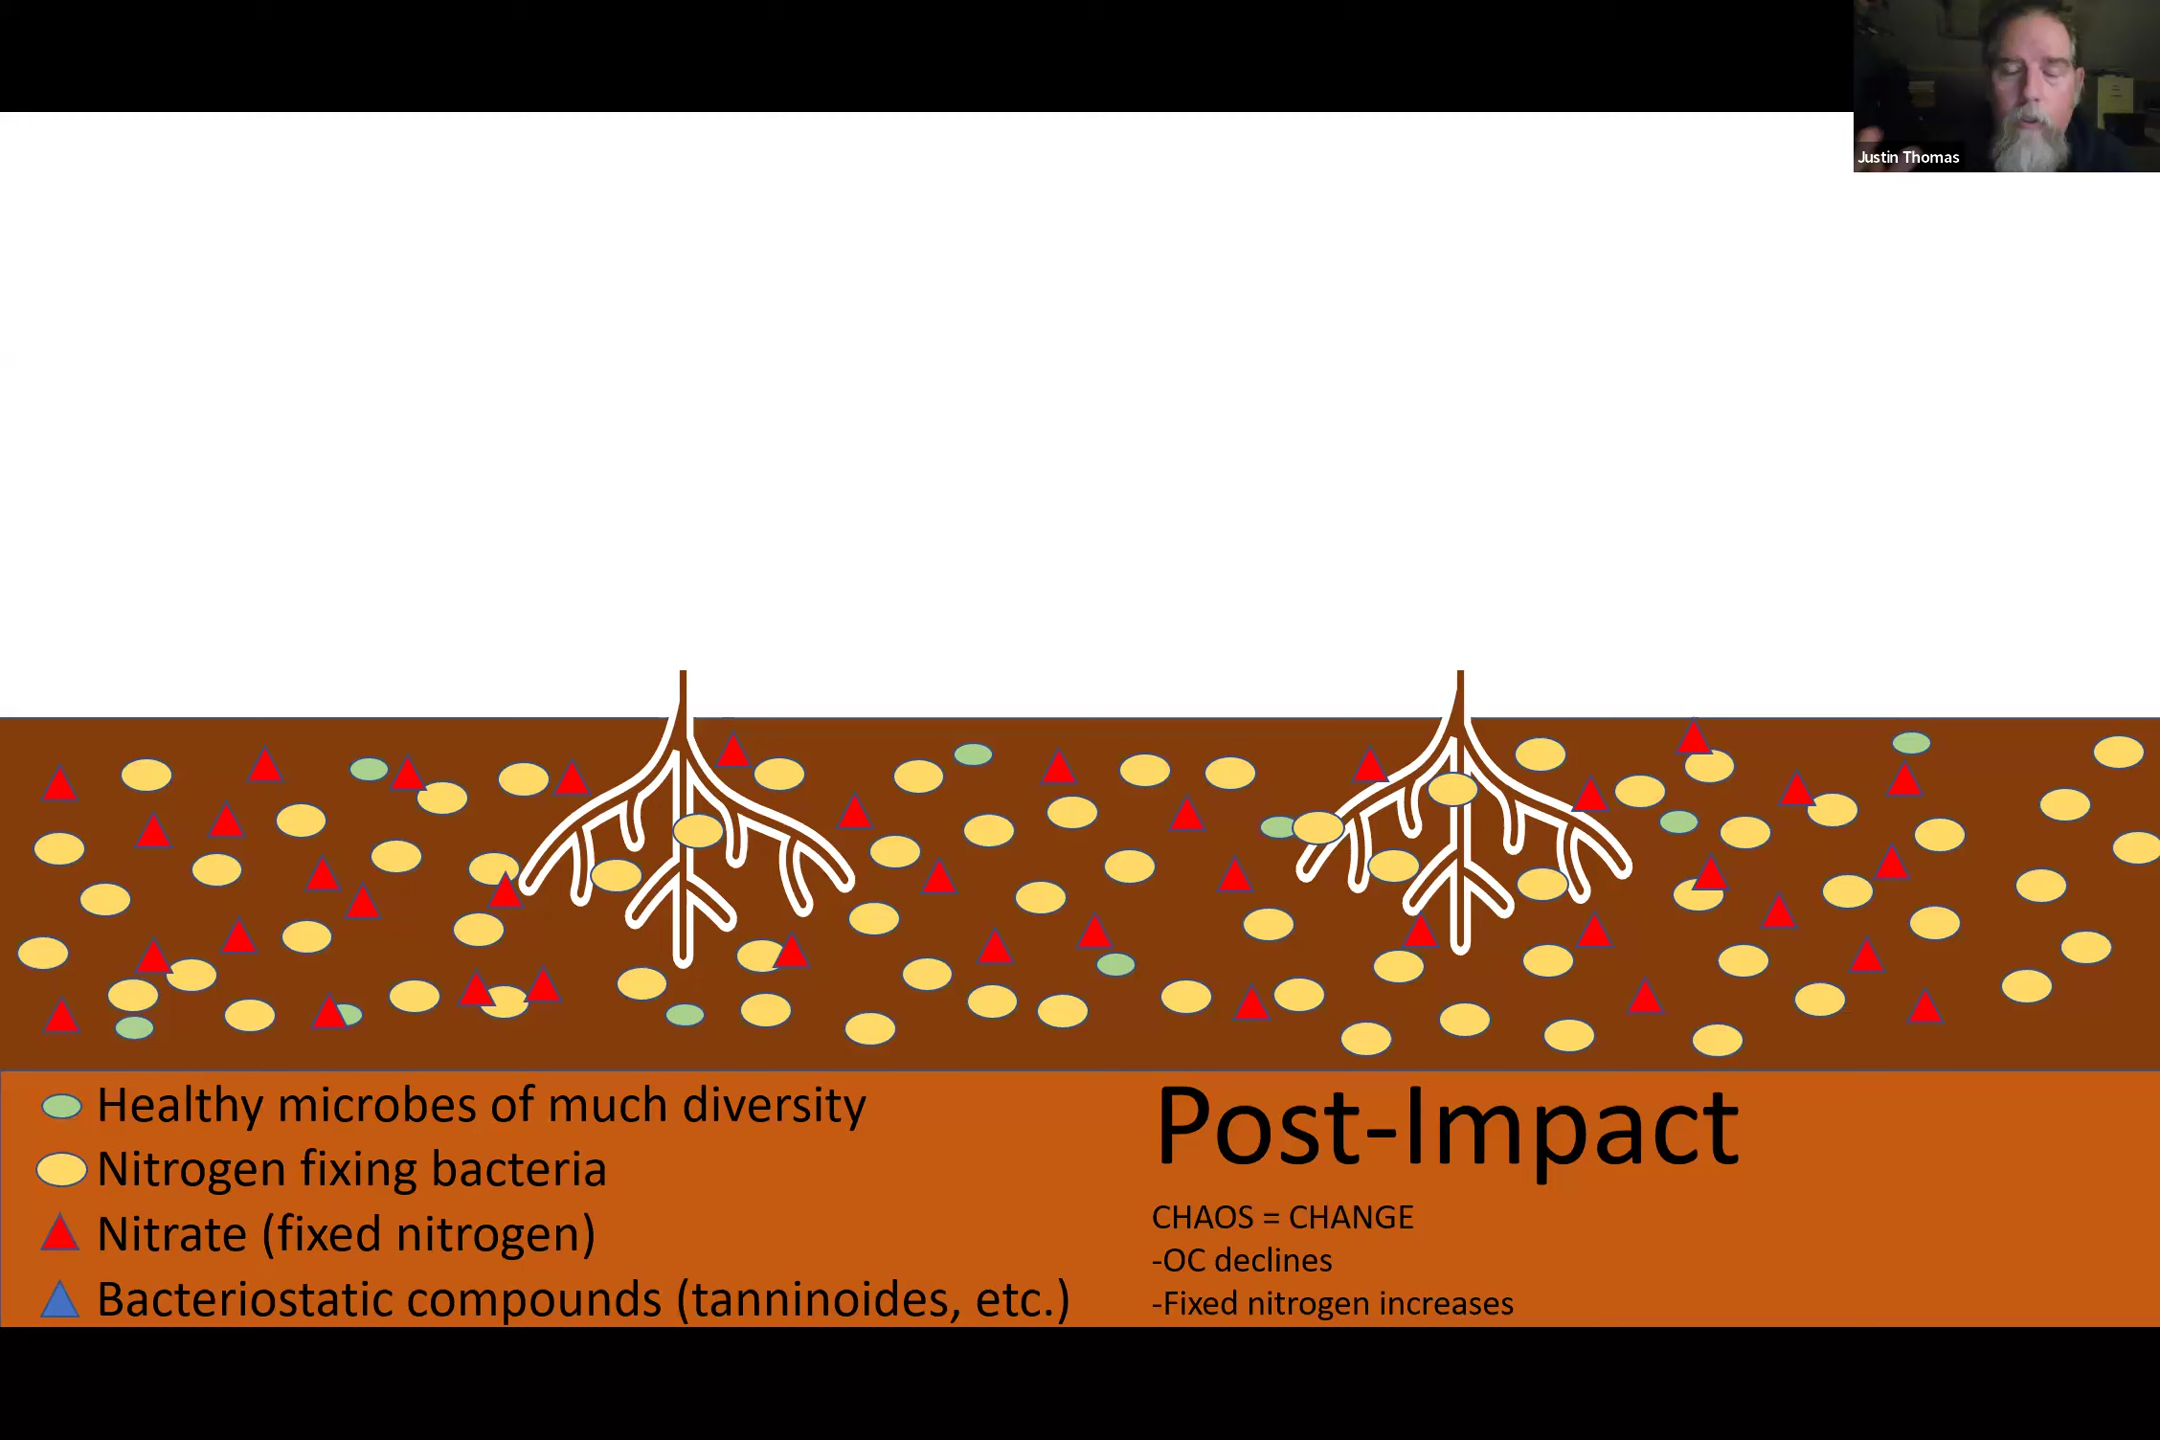 Justin Thomas
Healthy microbes of much diversity
Nitrogen fixing bacteria
Nitrate (fixed nitrogen)
Bacteriostatic compounds (tanninoides, etc.)
Post-Impact
CHAOS = CHANGE
-OC declines
-Fixed nitrogen increases